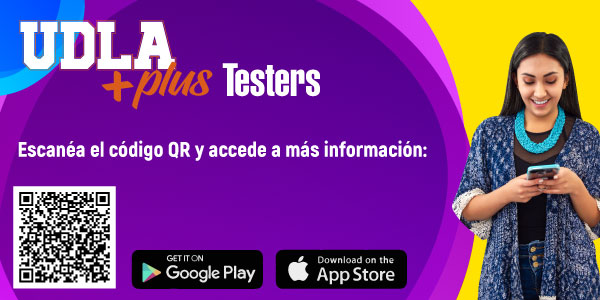 UDLA
+plus Testers
Escanéa el código QR y accede a más información:
GET IT ON
Google Play
Download on the
App Store